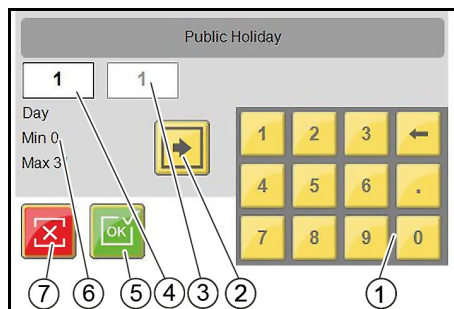 Public Holiday
1 1
Day
Min 0
Max 3
1 2 3 ←
4 5 6 .
7 8 9 0
OK
7 6 5 4 3 2 1